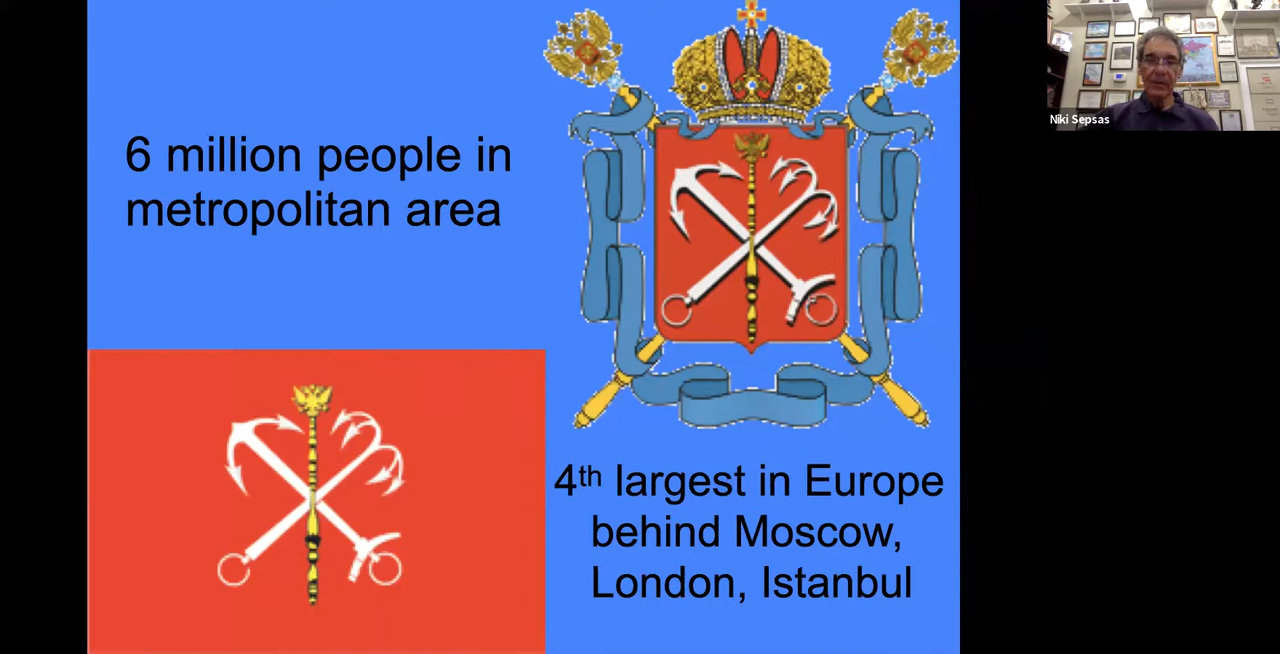 6 million people in
metropolitan area
4th largest in Europe
behind Moscow,
London, Istanbul
Niki Sepsas